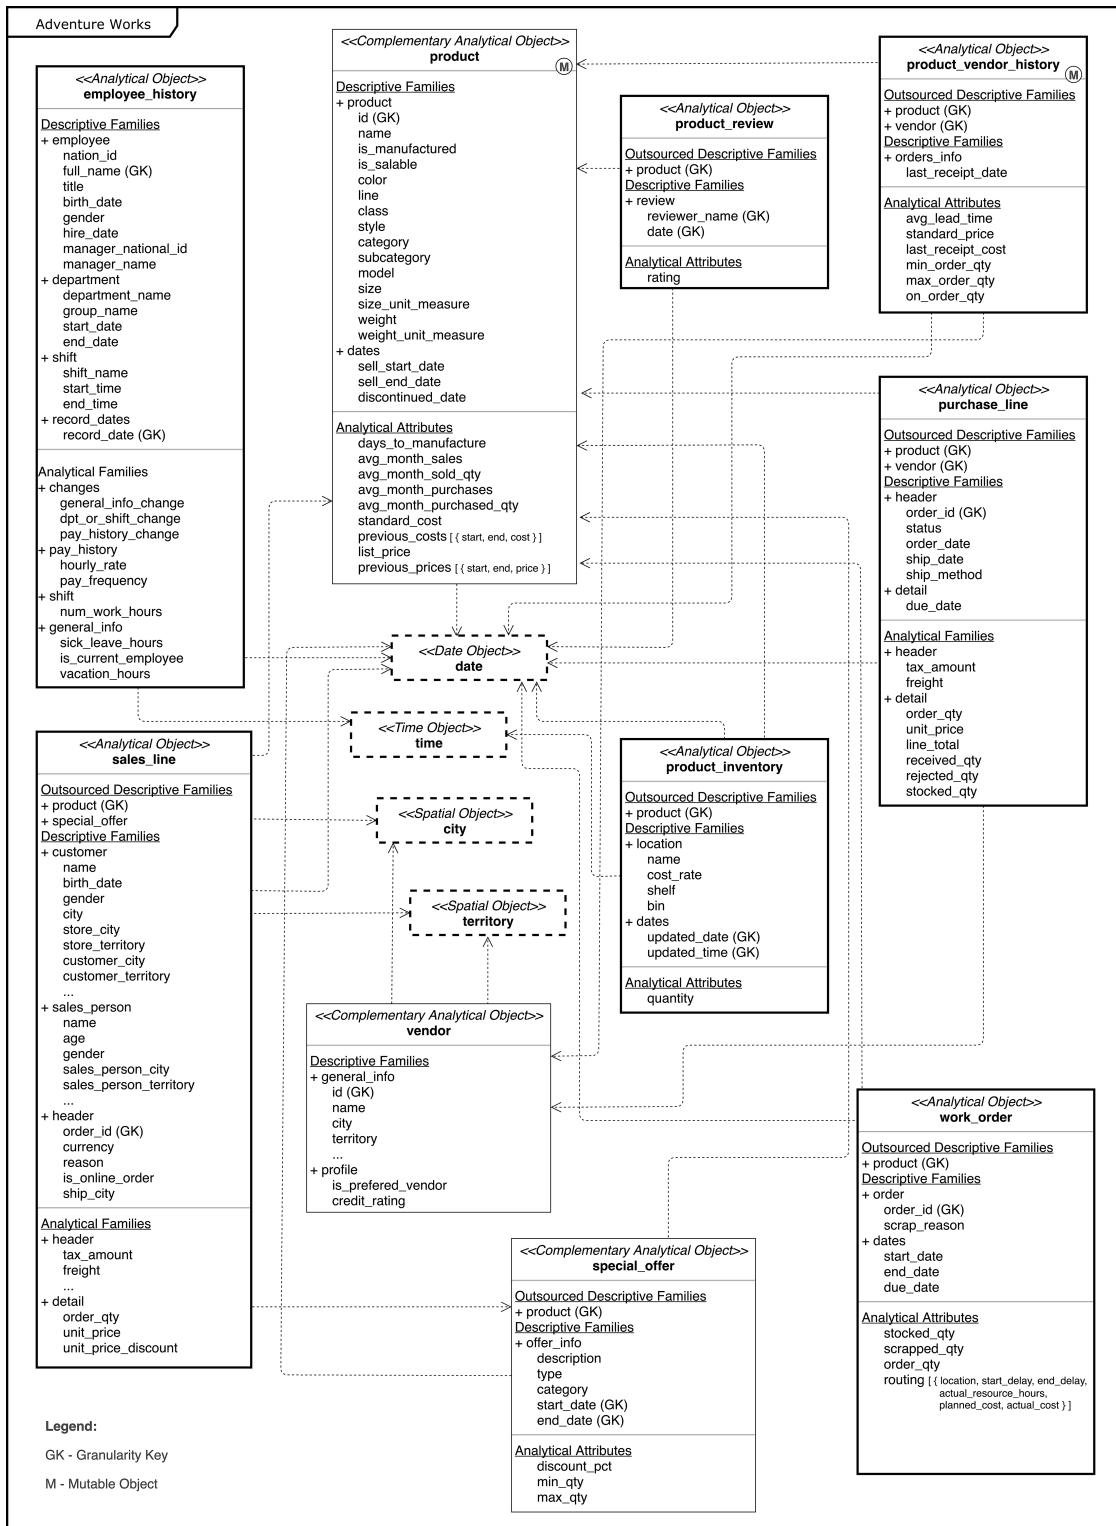 Adventure Works
<<Analytical Object>>
employee_history
Descriptive Families
+ employee
nation_id
full_name (GK)
title
birth_date
gender
hire_date
manager_national_id
manager_name
+ department
department_name
group_name
start_date
end_date
+ shift
shift_name
start_time
end_time
+ record_dates
record_date (GK)
Analytical Families
+ changes
general_info_change
dpt_or_shift_change
pay_history_change
+ pay_history
hourly_rate
pay_frequency
+ shift
num_work_hours
+ general_info
sick_leave_hours
is_current_employee
vacation_hours
<<Complementary Analytical Object>>
product
M
Descriptive Families
+ product
id (GK)
name
is_manufactured
is_salable
color
line
class
style
category
subcategory
model
size
size_unit_measure
weight
weight_unit_measure
+ dates
sell_start_date
sell_end_date
discontinued_date
Analytical Attributes
days_to_manufacture
avg_month_sales
avg_month_sold_qty
avg_month_purchases
avg_month_purchased_qty
standard_cost
previous_costs [ { start, end, cost } ]
list_price
previous_prices [ { start, end, price } ]
<<Analytical Object>>
product_review
Outsourced Descriptive Families
+ product (GK)
Descriptive Families
+ review
reviewer_name (GK)
date (GK)
Analytical Attributes
rating
<<Analytical Object>>
product_vendor_history
M
Outsourced Descriptive Families
+ product (GK)
+ vendor (GK)
Descriptive Families
+ orders_info
last_receipt_date
Analytical Attributes
avg_lead_time
standard_price
last_receipt_cost
min_order_qty
max_order_qty
on_order_qty
<<Analytical Object>>
purchase_line
Outsourced Descriptive Families
+ product (GK)
+ vendor (GK)
Descriptive Families
+ header
order_id (GK)
status
order_date
ship_date
ship_method
+ detail
due_date
Analytical Families
+ header
tax_amount
freight
+ detail
order_qty
unit_price
line_total
received_qty
rejected_qty
stocked_qty
<<Date Object>>
date
<<Time Object>>
time
<<Spatial Object>>
city
<<Spatial Object>>
territory
<<Analytical Object>>
sales_line
Outsourced Descriptive Families
+ product (GK)
+ special_offer
Descriptive Families
+ customer
name
birth_date
gender
city
store_city
store_territory
customer_city
customer_territory
...
+ sales_person
name
age
gender
sales_person_city
sales_person_territory
...
+ header
order_id (GK)
currency
reason
is_online_order
ship_city
Analytical Families
+ header
tax_amount
freight
...
+ detail
order_qty
unit_price
unit_price_discount
<<Analytical Object>>
product_inventory
Outsourced Descriptive Families
+ product (GK)
Descriptive Families
+ location
name
cost_rate
shelf
bin
+ dates
updated_date (GK)
updated_time (GK)
Analytical Attributes
quantity
<<Complementary Analytical Object>>
vendor
Descriptive Families
+ general_info
id (GK)
name
city
territory
...
+ profile
is_prefered_vendor
credit_rating
<<Analytical Object>>
work_order
Outsourced Descriptive Families
+ product (GK)
Descriptive Families
+ order
order_id (GK)
scrap_reason
+ dates
start_date
end_date
due_date
Analytical Attributes
stocked_qty
scrapped_qty
order_qty
routing [ { location, start_delay, end_delay,
actual_resource_hours,
planned_cost, actual_cost } ]
<<Complementary Analytical Object>>
special_offer
Outsourced Descriptive Families
+ product (GK)
Descriptive Families
+ offer_info
description
type
category
start_date (GK)
end_date (GK)
Analytical Attributes
discount_pct
min_qty
max_qty
Legend:
GK - Granularity Key
M - Mutable Object